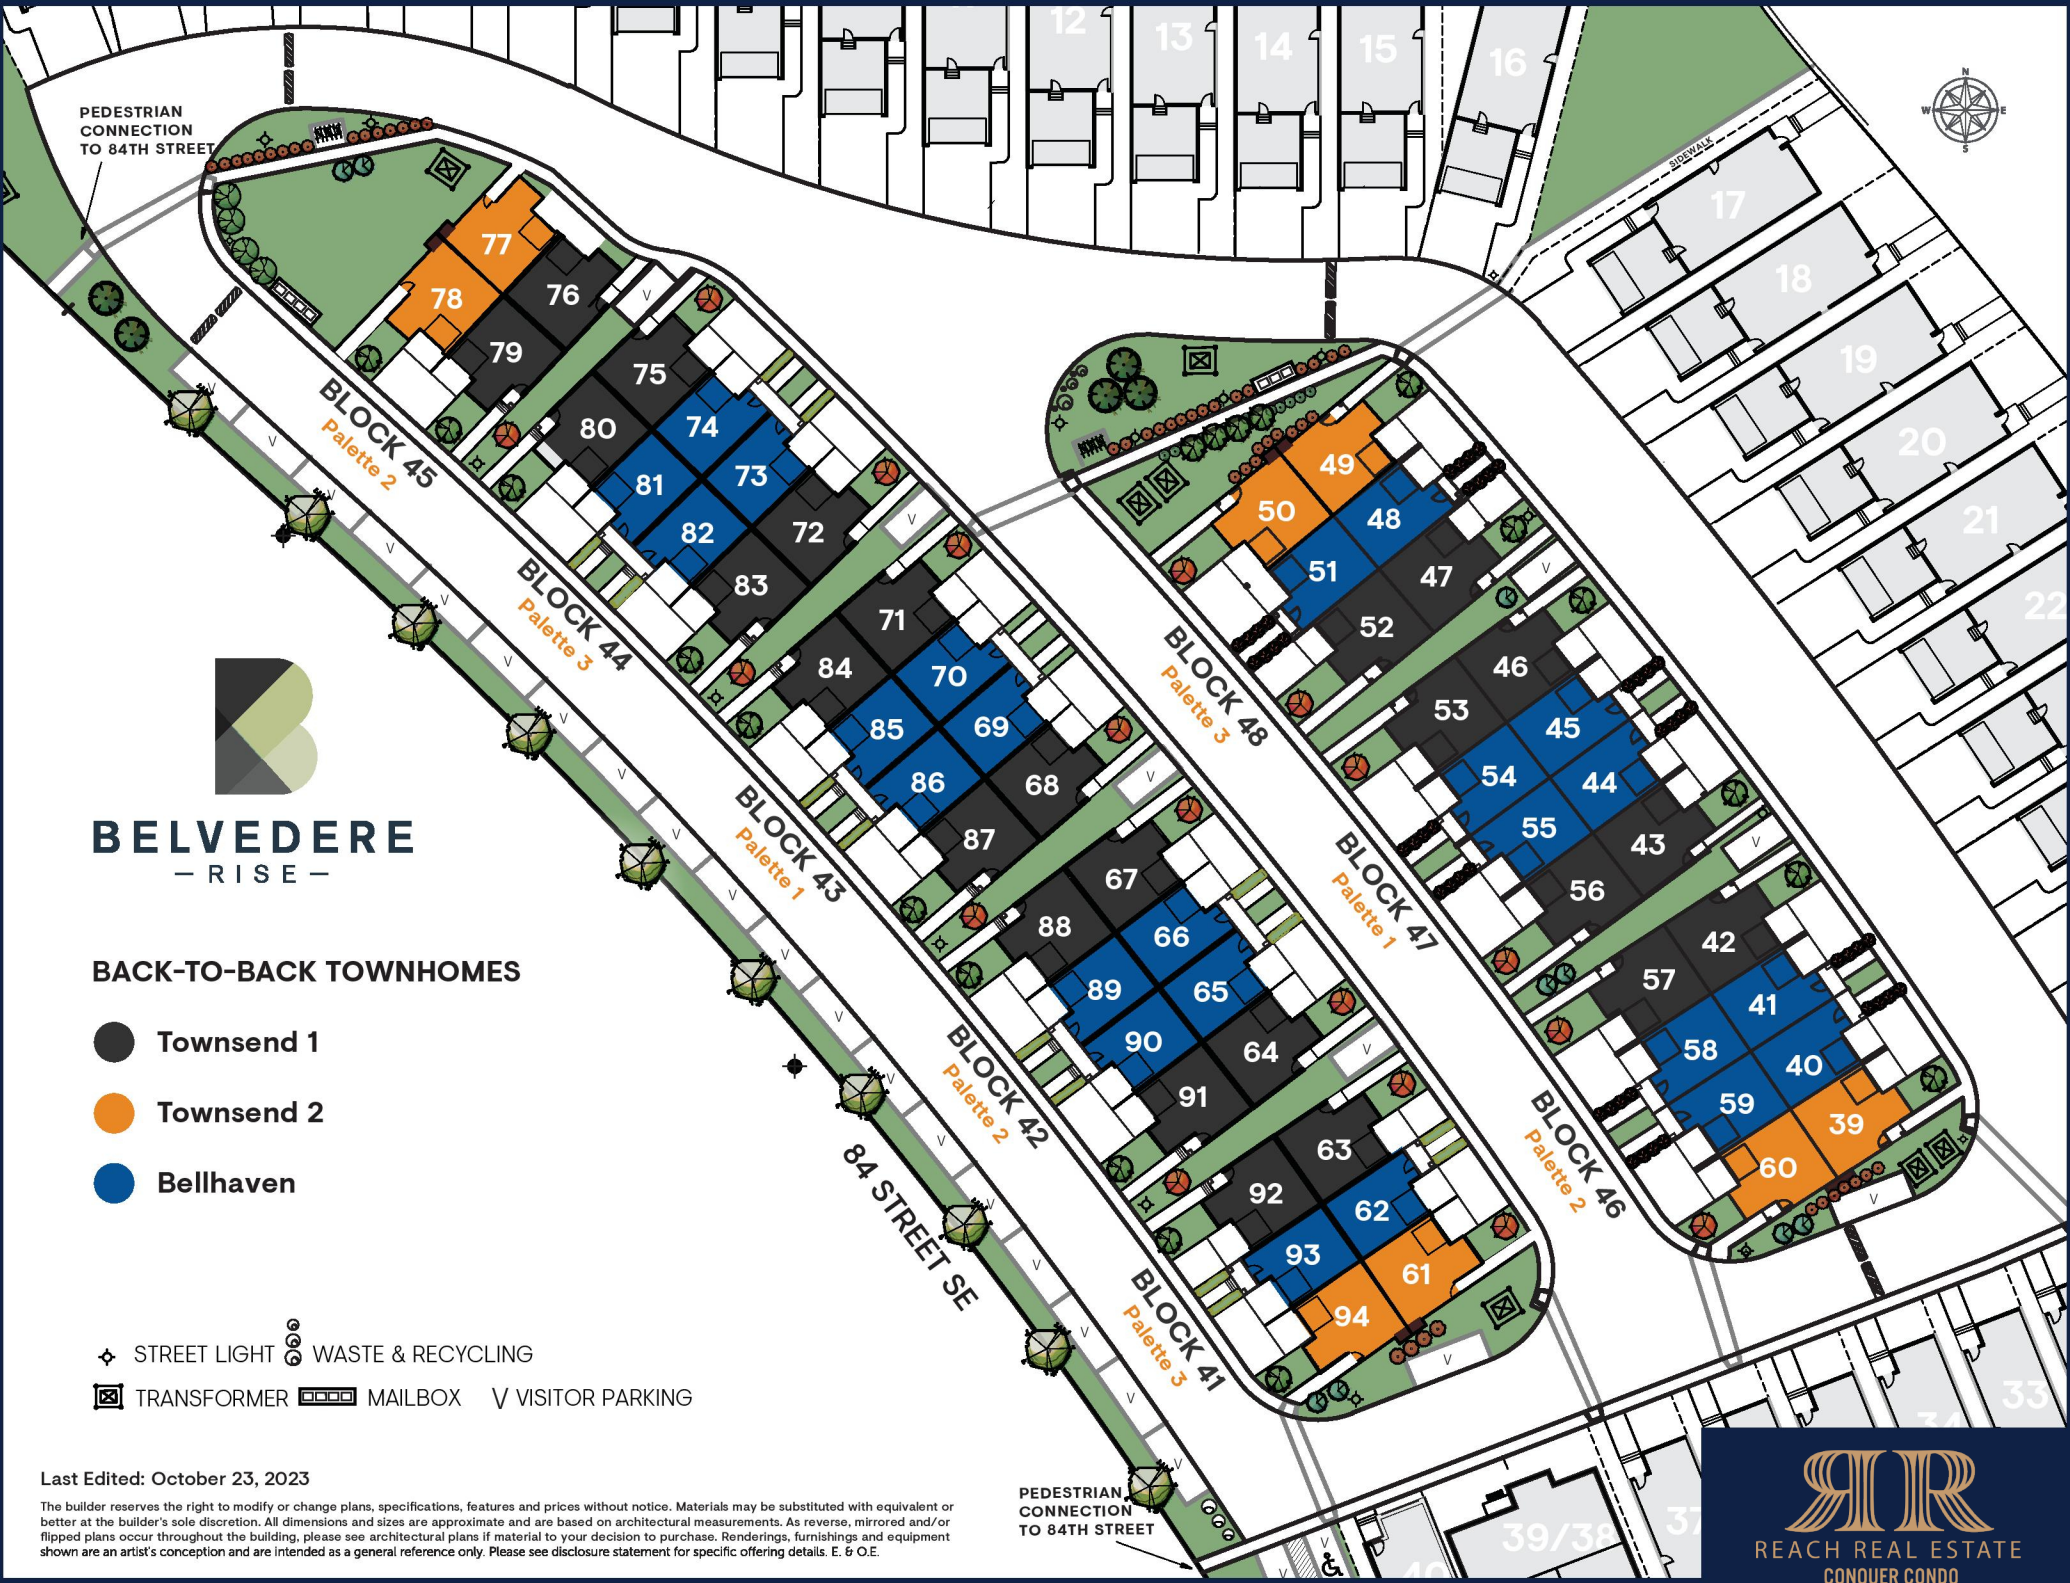 12
13
14
15
16
N
W E
S
SIDEWALK
PEDESTRIAN
CONNECTION
TO 84TH STREET
17
18
19
20
21
22
77
78
76
79
75
80
74
81
73
82
72
83
71
84
70
85
69
86
68
87
67
88
66
89
65
90
64
91
63
92
62
93
61
94
49
50
48
51
47
52
46
53
45
54
44
55
43
56
42
57
41
58
40
59
39
60
BLOCK 45
Palette 2
BLOCK 44
Palette 3
BLOCK 43
Palette 1
BLOCK 42
Palette 2
BLOCK 41
Palette 3
BLOCK 48
Palette 3
BLOCK 47
Palette 1
BLOCK 46
Palette 2
84 STREET SE
BELVEDERE
– RISE –
BACK-TO-BACK TOWNHOMES
Townsend 1
Townsend 2
Bellhaven
STREET LIGHT WASTE & RECYCLING
TRANSFORMER MAILBOX V VISITOR PARKING
Last Edited: October 23, 2023
The builder reserves the right to modify or change plans, specifications, features and prices without notice. Materials may be substituted with equivalent or
better at the builder's sole discretion. All dimensions and sizes are approximate and are based on architectural measurements. As reverse, mirrored and/or
flipped plans occur throughout the building, please see architectural plans if material to your decision to purchase. Renderings, furnishings and equipment
shown are an artist's conception and are intended as a general reference only. Please see disclosure statement for specific offering details. E. & O.E.
PEDESTRIAN
CONNECTION
TO 84TH STREET
33
34
37
39/38
40
REACH REAL ESTATE
CONQUER CONDO